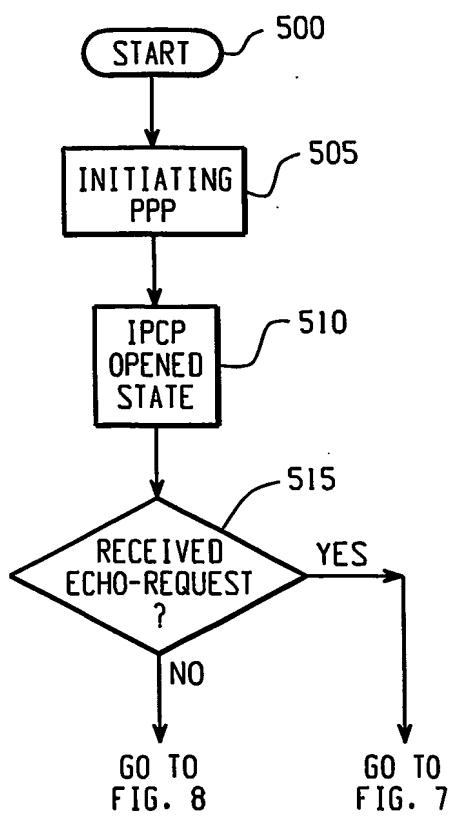 500
START
505
INITIATING
PPP
510
IPCP
OPENED
STATE
515
RECEIVED
ECHO-REQUEST
?
YES
NO
GO TO
FIG. 8
GO TO
FIG. 7